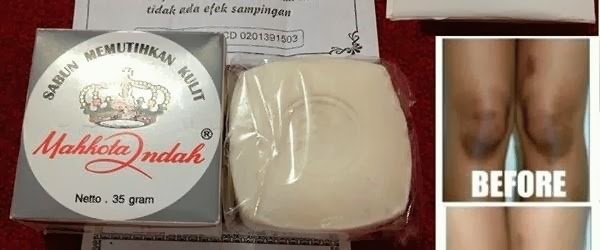 tidak ada efek sampingan
CD 0201391503
SABUN MEMUTIHKAN KULIT
Mahkota Indah ®
Netto . 35 gram
BEFORE